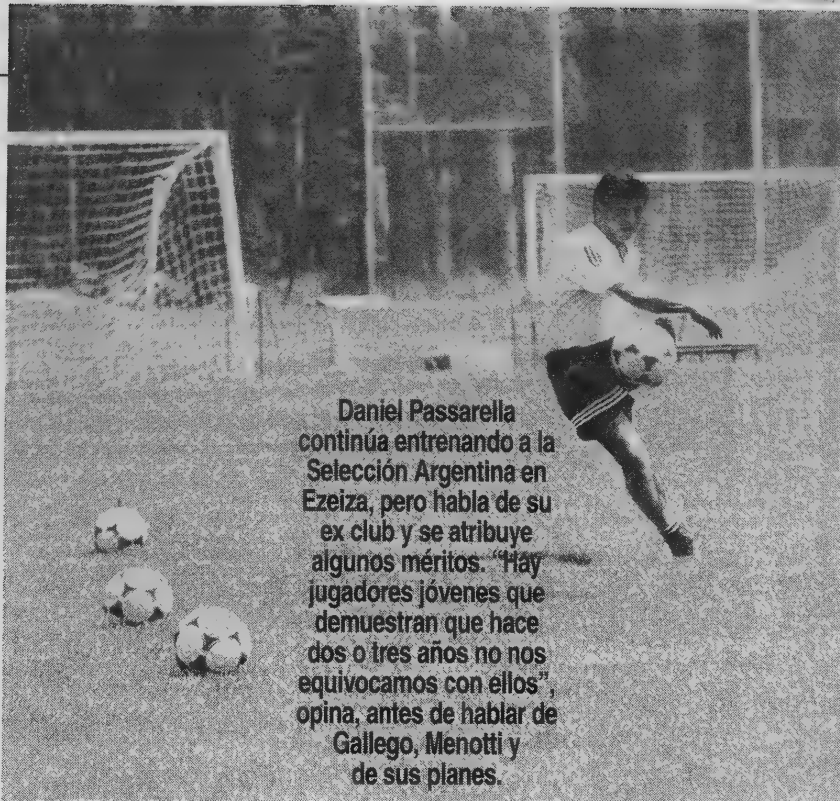 Daniel Passarella
continúa entrenando a la
Selección Argentina en
Ezeiza, pero habla de su
ex club y se atribuye
algunos méritos. “Hay
jugadores jóvenes que
demuestran que hace
dos o tres años no nos
equivocamos con ellos”,
opina, antes de hablar de
Gallego, Menotti y
de sus planes.